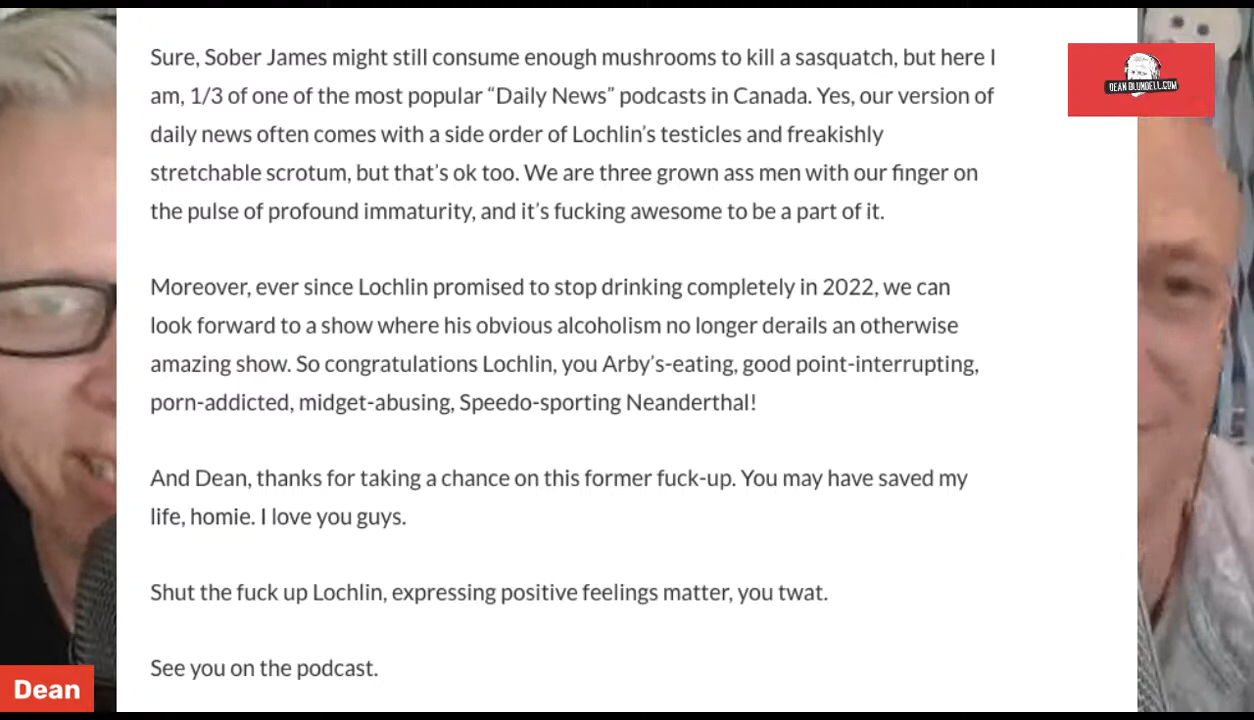 DEAN BLUNDELL.COM
Sure, Sober James might still consume enough mushrooms to kill a sasquatch, but here I
am, 1/3 of one of the most popular “Daily News” podcasts in Canada. Yes, our version of
daily news often comes with a side order of Lochlin’s testicles and freakishly
stretchable scrotum, but that’s ok too. We are three grown ass men with our finger on
the pulse of profound immaturity, and it’s fucking awesome to be a part of it.
Moreover, ever since Lochlin promised to stop drinking completely in 2022, we can
look forward to a show where his obvious alcoholism no longer derails an otherwise
amazing show. So congratulations Lochlin, you Arby’s-eating, good point-interrupting,
porn-addicted, midget-abusing, Speedo-sporting Neanderthal!
And Dean, thanks for taking a chance on this former fuck-up. You may have saved my
life, homie. I love you guys.
Shut the fuck up Lochlin, expressing positive feelings matter, you twat.
See you on the podcast.
Dean